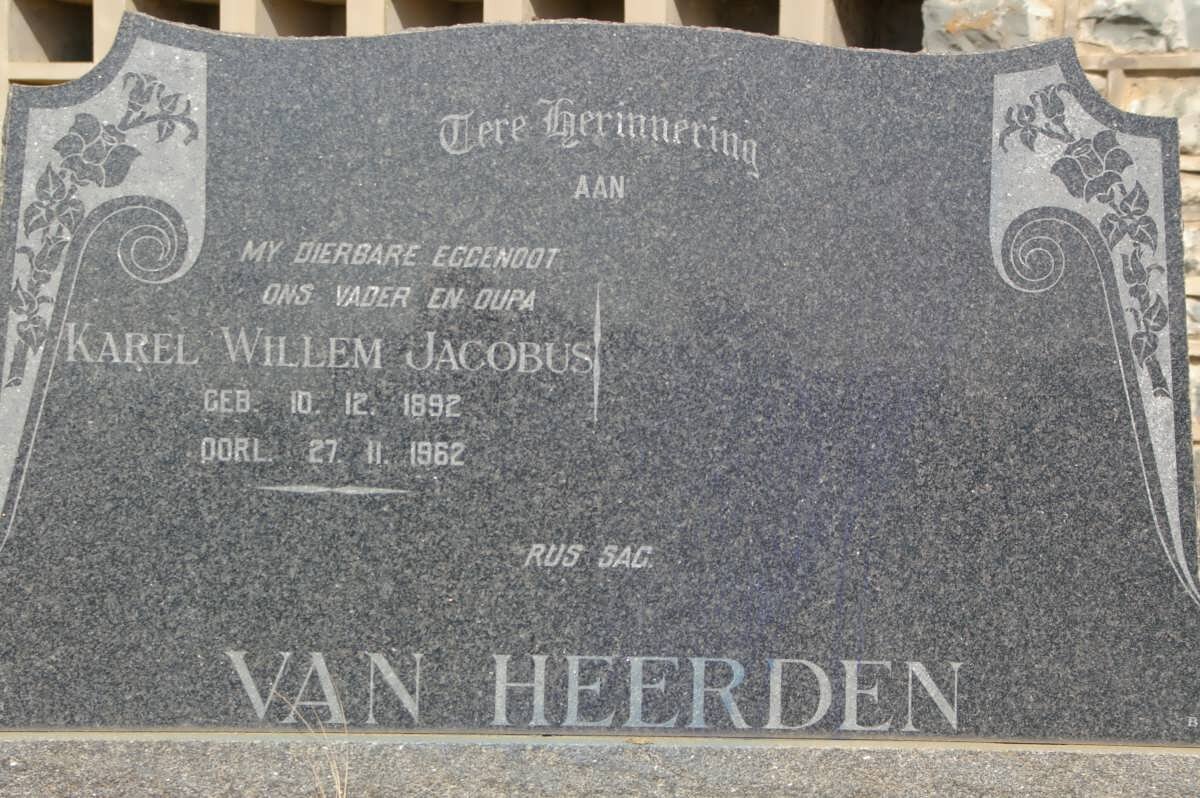 Tere Herinnering
AAN
MY DIERBARE EGGENOOT
ONS VADER EN OUPA
KAREL WILLEM JACOBUS
GEB. 10. 12. 1892
OORL. 27. 11. 1962
RUS SAG.
VAN HEERDEN